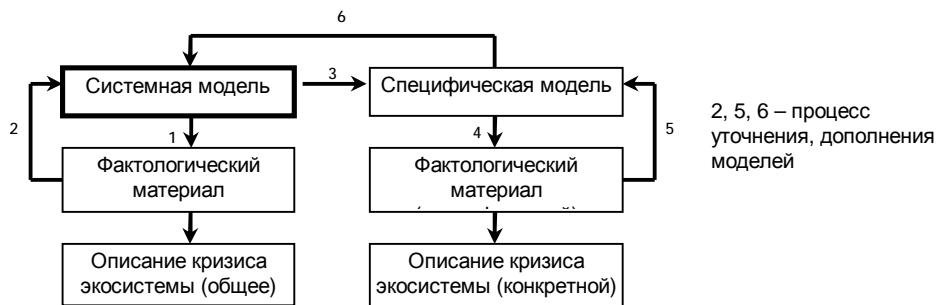 6
Системная модель
3
Специфическая модель
2
1
4
5
2, 5, 6 – процесс
уточнения, дополнения
моделей
Фактологический
материал
Фактологический
материал
Описание кризиса
экосистемы (общее)
Описание кризиса
экосистемы (конкретной)